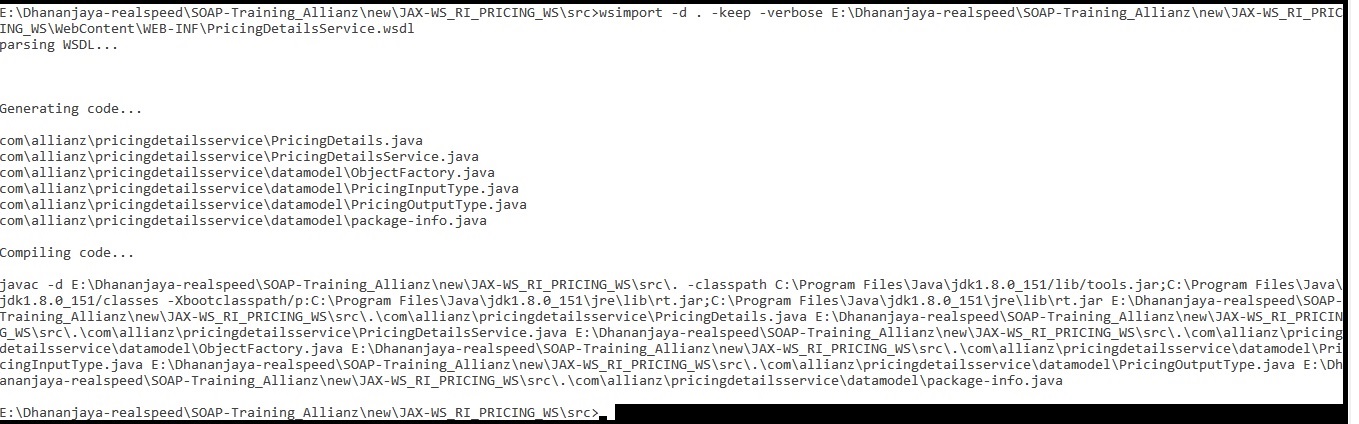 E:\Dhananjaya-realspeed\SOAP-Training_Allianz\new\JAX-WS_RI_PRICING_WS\src>wsimport -d . -keep -verbose E:\Dhananjaya-realspeed\SOAP-Training_Allianz\new\JAX-WS_RI_PRIC
ING_WS\WebContent\WEB-INF\PricingDetailsService.wsdl
parsing WSDL...
Generating code...
com\allianz\pricingdetailsservice\PricingDetails.java
com\allianz\pricingdetailsservice\PricingDetailsService.java
com\allianz\pricingdetailsservice\datamodel\ObjectFactory.java
com\allianz\pricingdetailsservice\datamodel\PricingInputType.java
com\allianz\pricingdetailsservice\datamodel\PricingOutputType.java
com\allianz\pricingdetailsservice\datamodel\package-info.java
Compiling code...
javac -d E:\Dhananjaya-realspeed\SOAP-Training_Allianz\new\JAX-WS_RI_PRICING_WS\src\. -classpath C:\Program Files\Java\jdk1.8.0_151/lib/tools.jar;C:\Program Files\Java\
jdk1.8.0_151/classes -Xbootclasspath/p:C:\Program Files\Java\jdk1.8.0_151\jre\lib\rt.jar;C:\Program Files\Java\jdk1.8.0_151\jre\lib\rt.jar E:\Dhananjaya-realspeed\SOAP-
Training_Allianz\new\JAX-WS_RI_PRICING_WS\src\.\com\allianz\pricingdetailsservice\PricingDetails.java E:\Dhananjaya-realspeed\SOAP-Training_Allianz\new\JAX-WS_RI_PRICIN
G_WS\src\.\com\allianz\pricingdetailsservice\PricingDetailsService.java E:\Dhananjaya-realspeed\SOAP-Training_Allianz\new\JAX-WS_RI_PRICING_WS\src\.\com\allianz\pricing
detailsservice\datamodel\ObjectFactory.java E:\Dhananjaya-realspeed\SOAP-Training_Allianz\new\JAX-WS_RI_PRICING_WS\src\.\com\allianz\pricingdetailsservice\datamodel\Pri
cingInputType.java E:\Dhananjaya-realspeed\SOAP-Training_Allianz\new\JAX-WS_RI_PRICING_WS\src\.\com\allianz\pricingdetailsservice\datamodel\PricingOutputType.java E:\Dh
ananjaya-realspeed\SOAP-Training_Allianz\new\JAX-WS_RI_PRICING_WS\src\.\com\allianz\pricingdetailsservice\datamodel\package-info.java
E:\Dhananjaya-realspeed\SOAP-Training_Allianz\new\JAX-WS_RI_PRICING_WS\src>